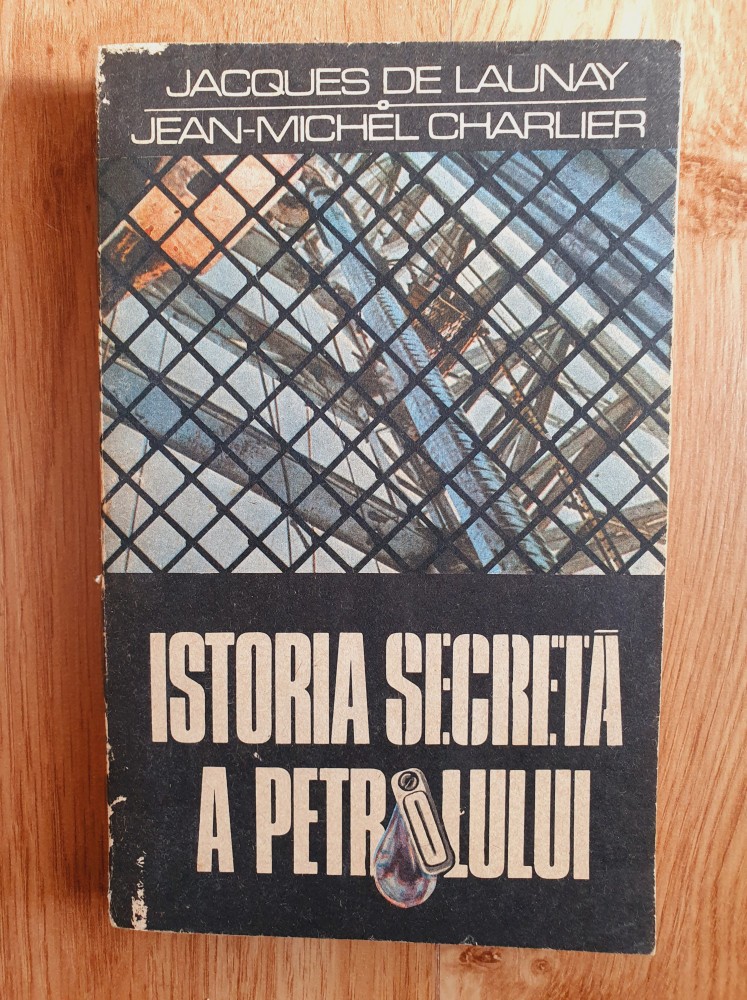 JACQUES DE LAUNAY
JEAN-MICHEL CHARLIER
ISTORIA SECRETĂ
A PETROLULUI